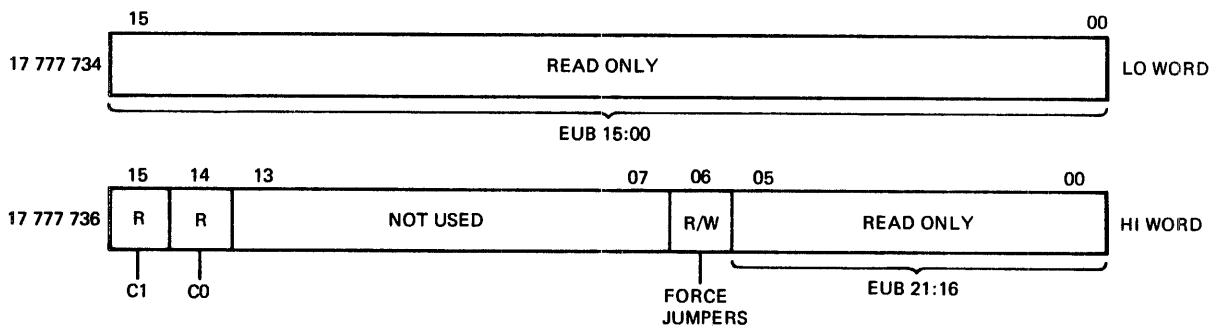 15 00
17 777 734 READ ONLY LO WORD
EUB 15:00
15 14 13 07 06 05 00
17 777 736 R R NOT USED R/W READ ONLY HI WORD
C1 C0 FORCE JUMPERS EUB 21:16